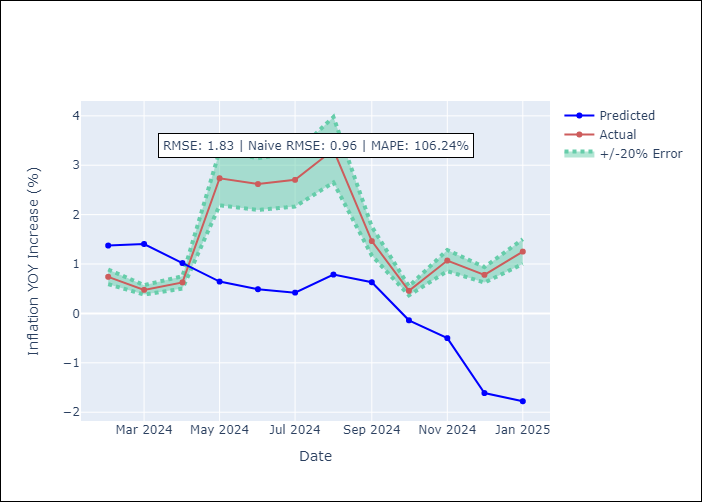 4
3
2
1
0
−1
−2
Inflation YOY Increase (%)
RMSE: 1.83 | Naive RMSE: 0.96 | MAPE: 106.24%
Predicted
Actual
+/-20% Error
Mar 2024
May 2024
Jul 2024
Sep 2024
Nov 2024
Jan 2025
Date